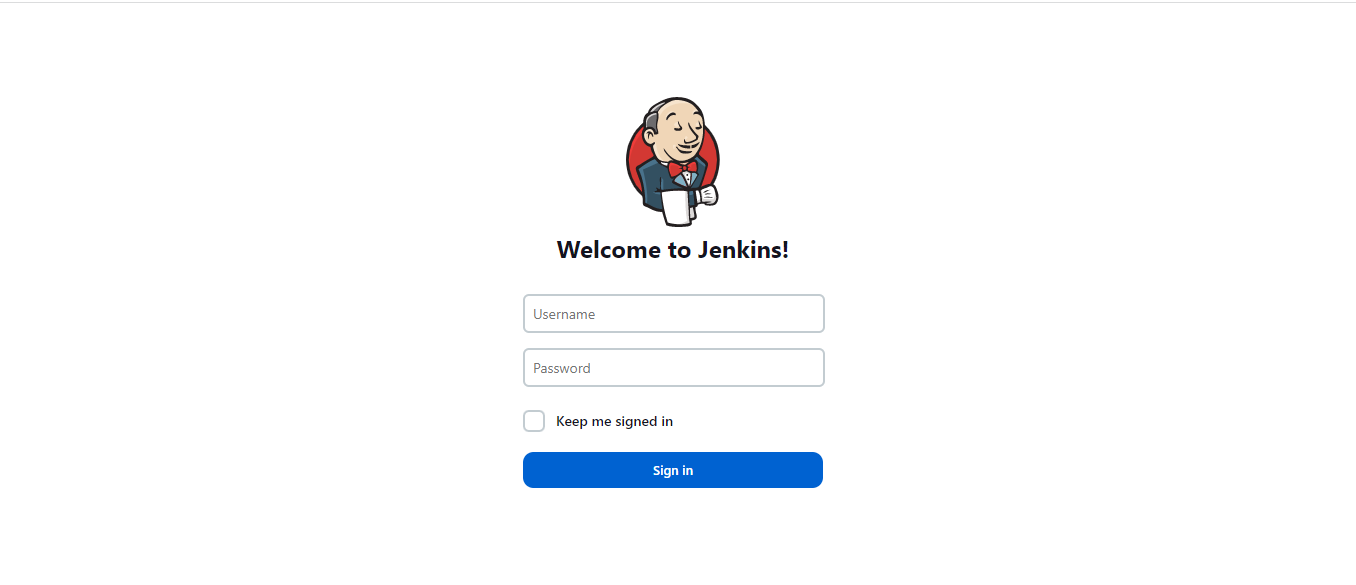 Welcome to Jenkins!
Username
Password
Keep me signed in
Sign in